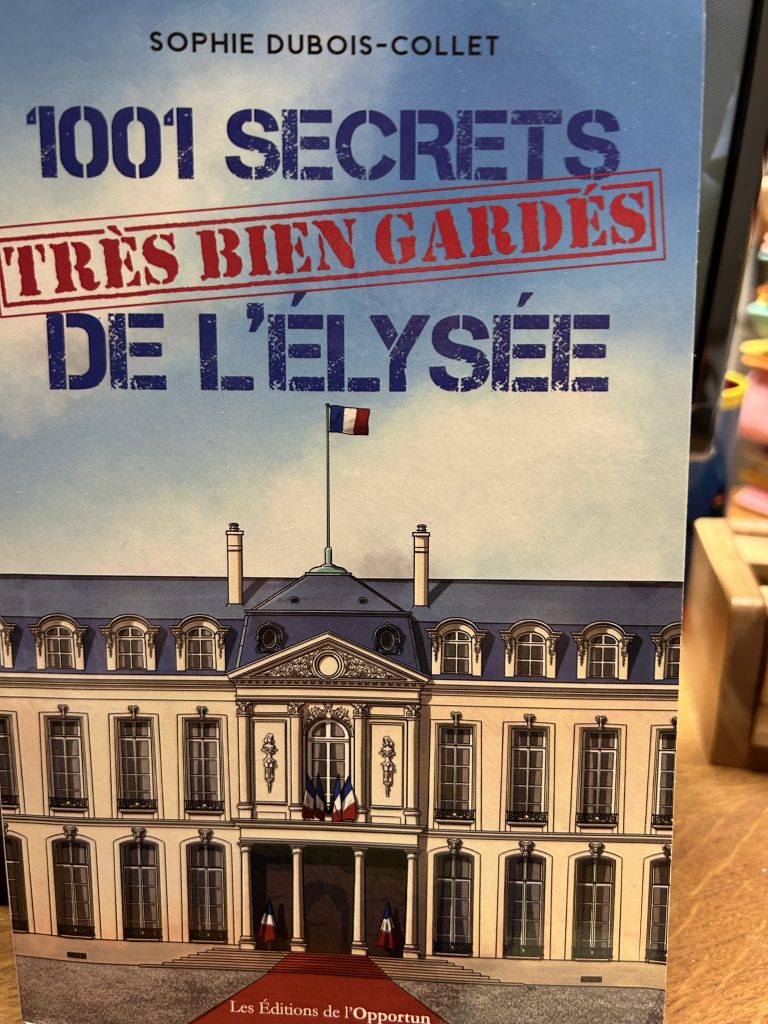 SOPHIE DUBOIS-COLLET
1001 SECRETS
TRÈS BIEN GARDÉS
DE L'ÉLYSÉE
Les Éditions de l'Opportun